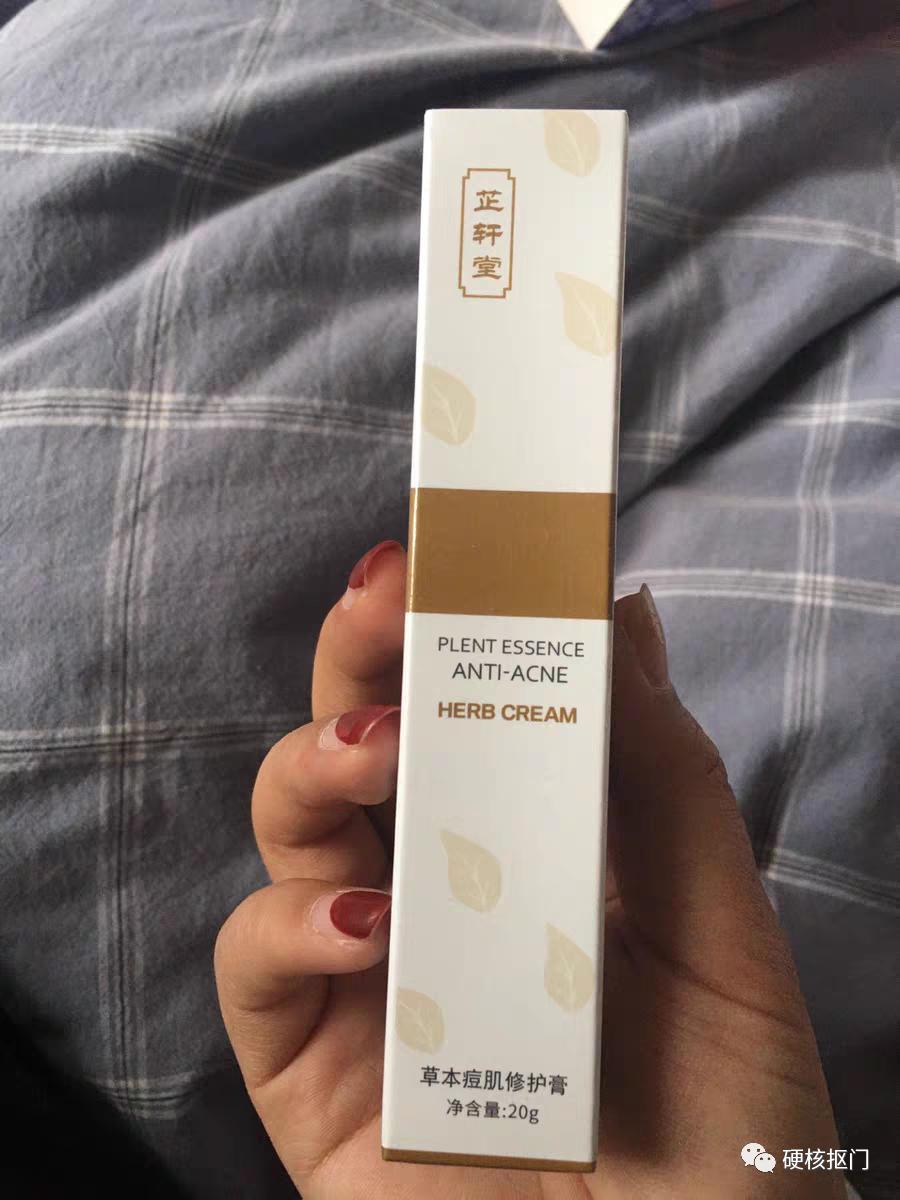 芷轩堂
PLENT ESSENCE
ANTI-ACNE
HERB CREAM
草本痘肌修护膏
净含量:20g
硬核抠门